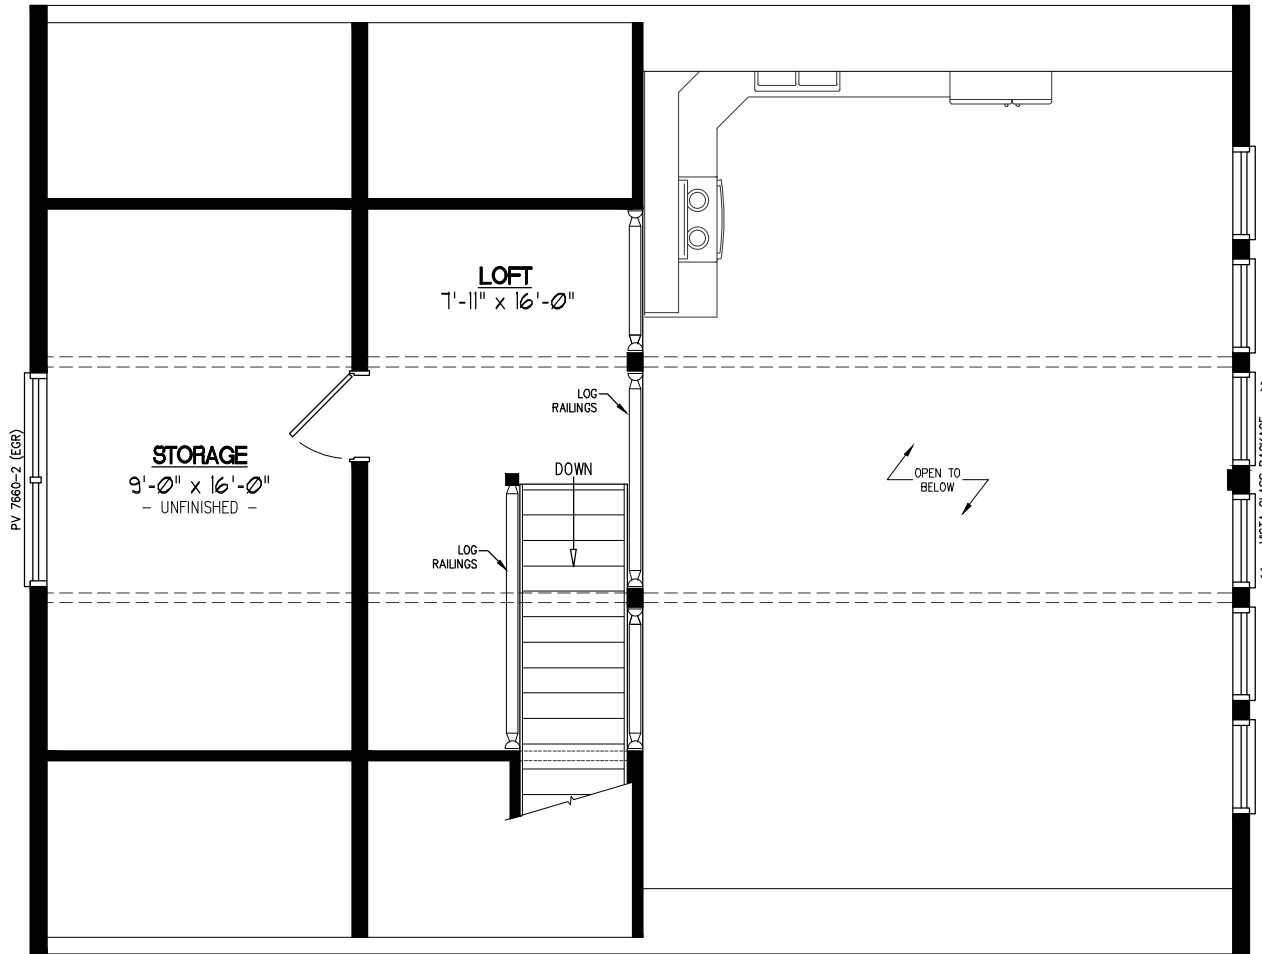 LOFT
7'-11" x 16'-0"
LOG
RAILINGS
STORAGE
9'-0" x 16'-0"
- UNFINISHED -
DOWN
OPEN TO
BELOW
LOG
RAILINGS
PV 7660-2 (EGR)